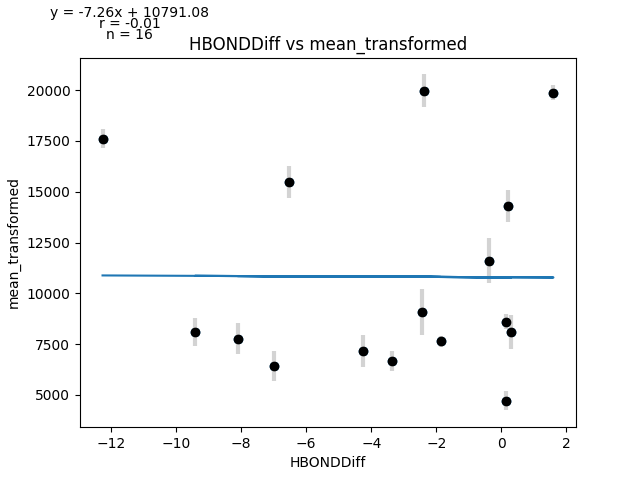 y = -7.26x + 10791.08
r = -0.01
n = 16
HBONDDiff vs mean_transformed
20000
17500
15000
12500
10000
7500
5000
mean_transformed
−12
−10
−8
−6
−4
−2
0
2
HBONDDiff